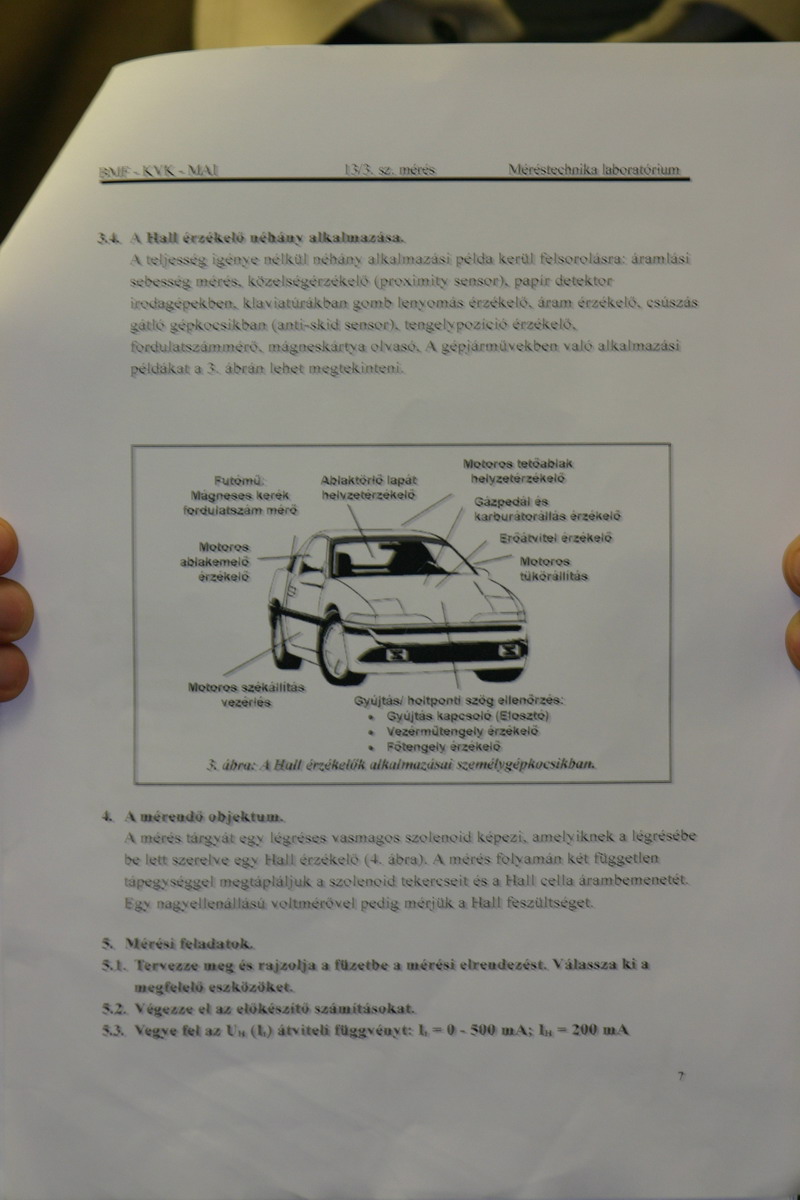 BMF - KVK - MAI 13/3. sz. mérés Méréstechnika laboratórium
3.4. A Hall érzékelő néhány alkalmazása.
A teljesség igénye nélkül néhány alkalmazási példa kerül felsorolásra: áramlási
sebesség mérés, közelségérzékelő (proximity sensor), papír detektor
irodagépekben, klaviatúrákban gomb lenyomás érzékelő, áram érzékelő, csúszás
gátló gépkocsikban (anti-skid sensor), tengelypozíció érzékelő,
fordulatszámmérő, mágneskártya olvasó, A gépjárművekben való alkalmazási
példákat a 3. ábrán lehet megtekinteni.
Futómű:
Mágneses kerék
fordulatszám mérő
Ablaktörlő lapát
helyzetérzékelő
Motoros tetőablak
helyzetérzékelő
Gázpedál és
karburátorállás érzékelő
Erőátvitel érzékelő
Motoros
ablakemelő
érzékelő
Motoros
tükörállítás
Motoros székállítás
vezérlés
Gyújtás/ holtponti szög ellenőrzés:
• Gyújtás kapcsoló (Elosztó)
• Vezérműtengely érzékelő
• Főtengely érzékelő
3. ábra: A Hall érzékelők alkalmazásai személygépkocsikban.
4. A mérendő objektum.
A mérés tárgyát egy légréses vasmagos szolenoid képezi, amelyiknek a légrésébe
be lett szerelve egy Hall érzékelő (4. ábra). A mérés folyamán két független
tápegységgel megtápláljuk a szolenoid tekercseit és a Hall cella árambemenetét.
Egy nagyellenállású voltmérővel pedig mérjük a Hall feszültséget.
5. Mérési feladatok.
5.1. Tervezze meg és rajzolja a füzetbe a mérési elrendezést. Válassza ki a
megfelelő eszközöket.
5.2. Végezze el az előkészítő számításokat.
5.3. Vegye fel az U<sub>H</sub> (I<sub>t</sub>) átviteli függvényt: I<sub>t</sub> = 0 - 500 mA; I<sub>H</sub> = 200 mA
7